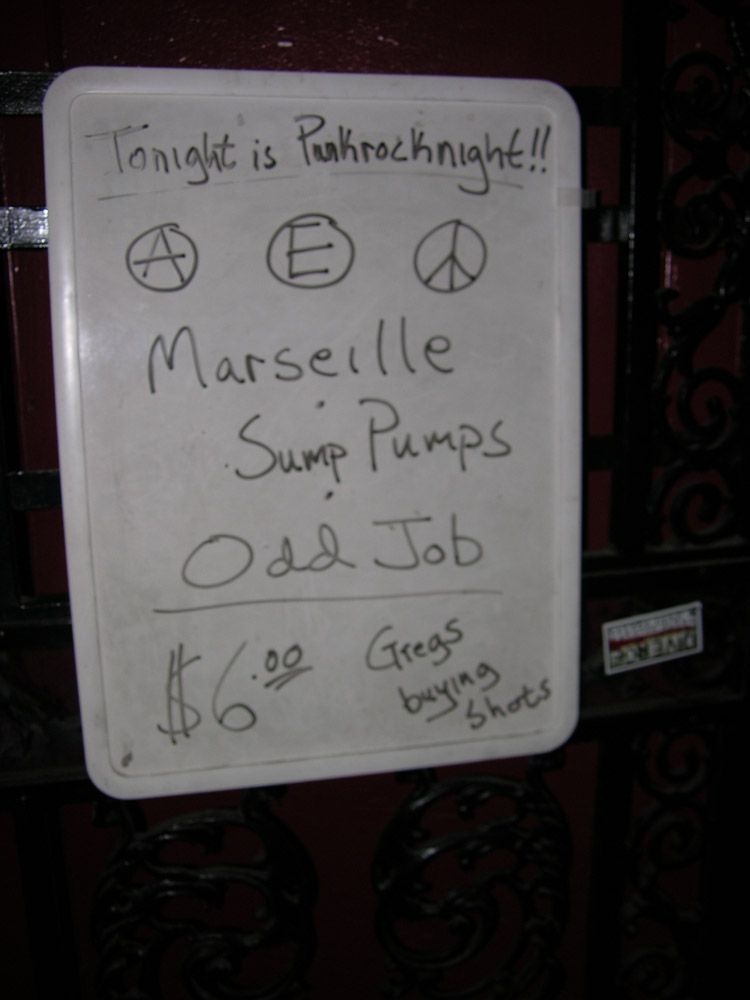 Tonight is Punkrocknight!!
A E
Marseille
Sump Pumps
Odd Job
$6.00 Gregs
buying
shots